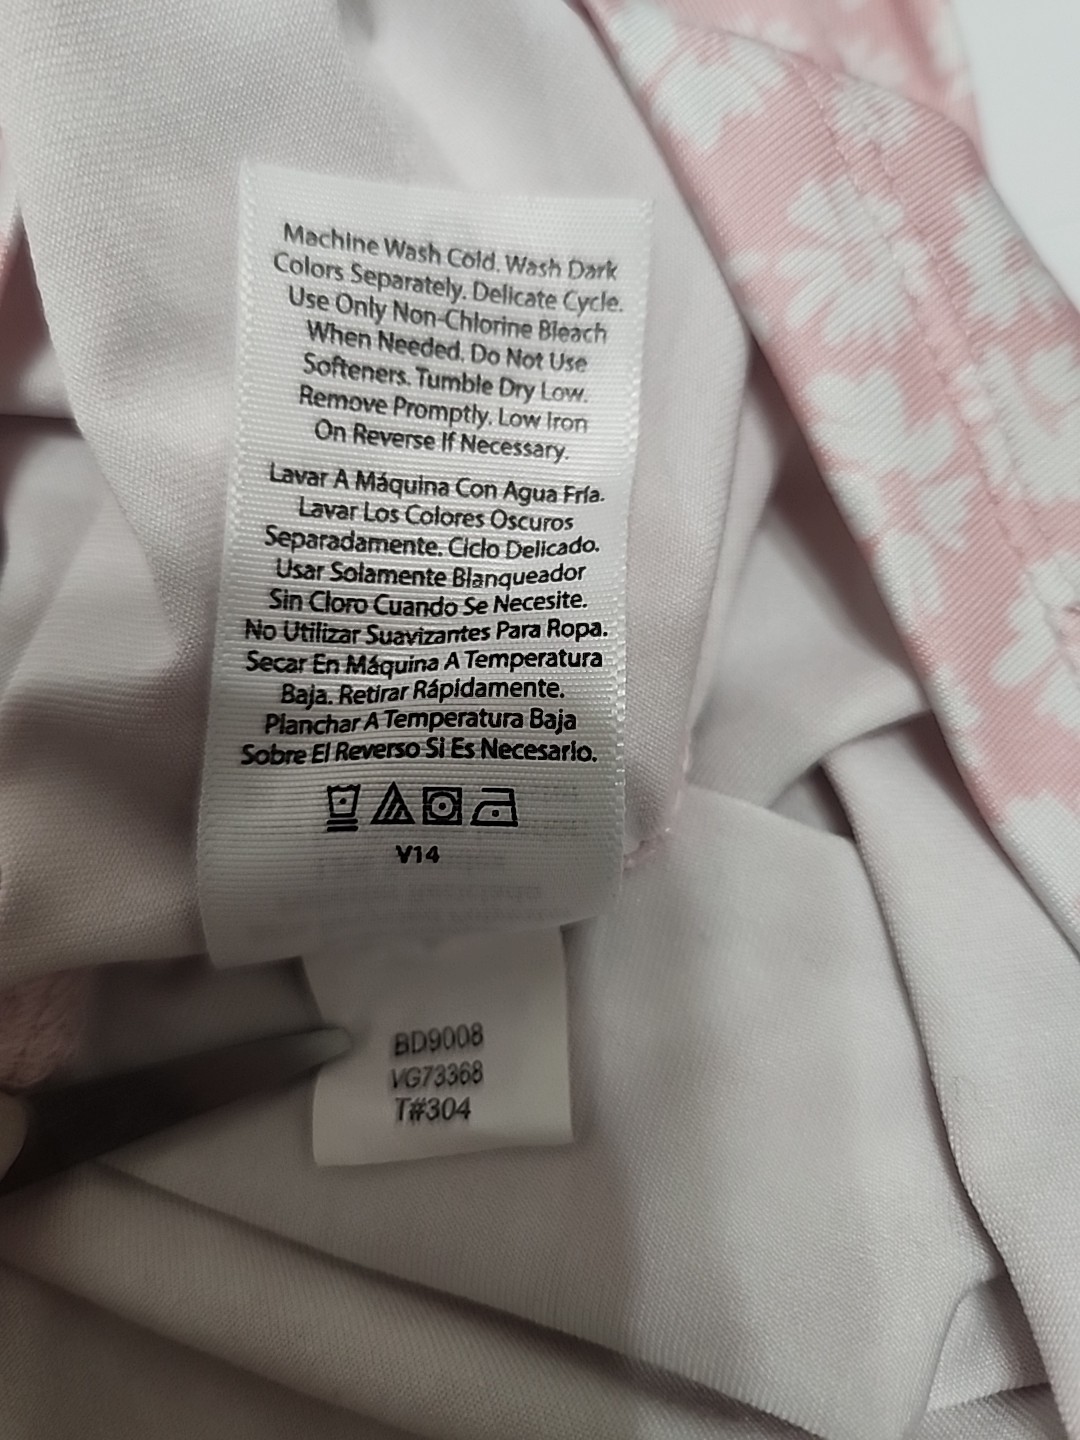 Machine Wash Cold. Wash Dark
Colors Separately. Delicate Cycle.
Use Only Non-Chlorine Bleach
When Needed. Do Not Use
Softeners. Tumble Dry Low.
Remove Promptly. Low Iron
On Reverse If Necessary.
Lavar A Máquina Con Agua Fría.
Lavar Los Colores Oscuros
Separadamente. Ciclo Delicado.
Usar Solamente Blanqueador
Sin Cloro Cuando Se Necesite.
No Utilizar Suavizantes Para Ropa.
Secar En Máquina A Temperatura
Baja. Retirar Rápidamente.
Planchar A Temperatura Baja
Sobre El Reverso Si Es Necesario.
V14
BD9008
VG73368
T#304